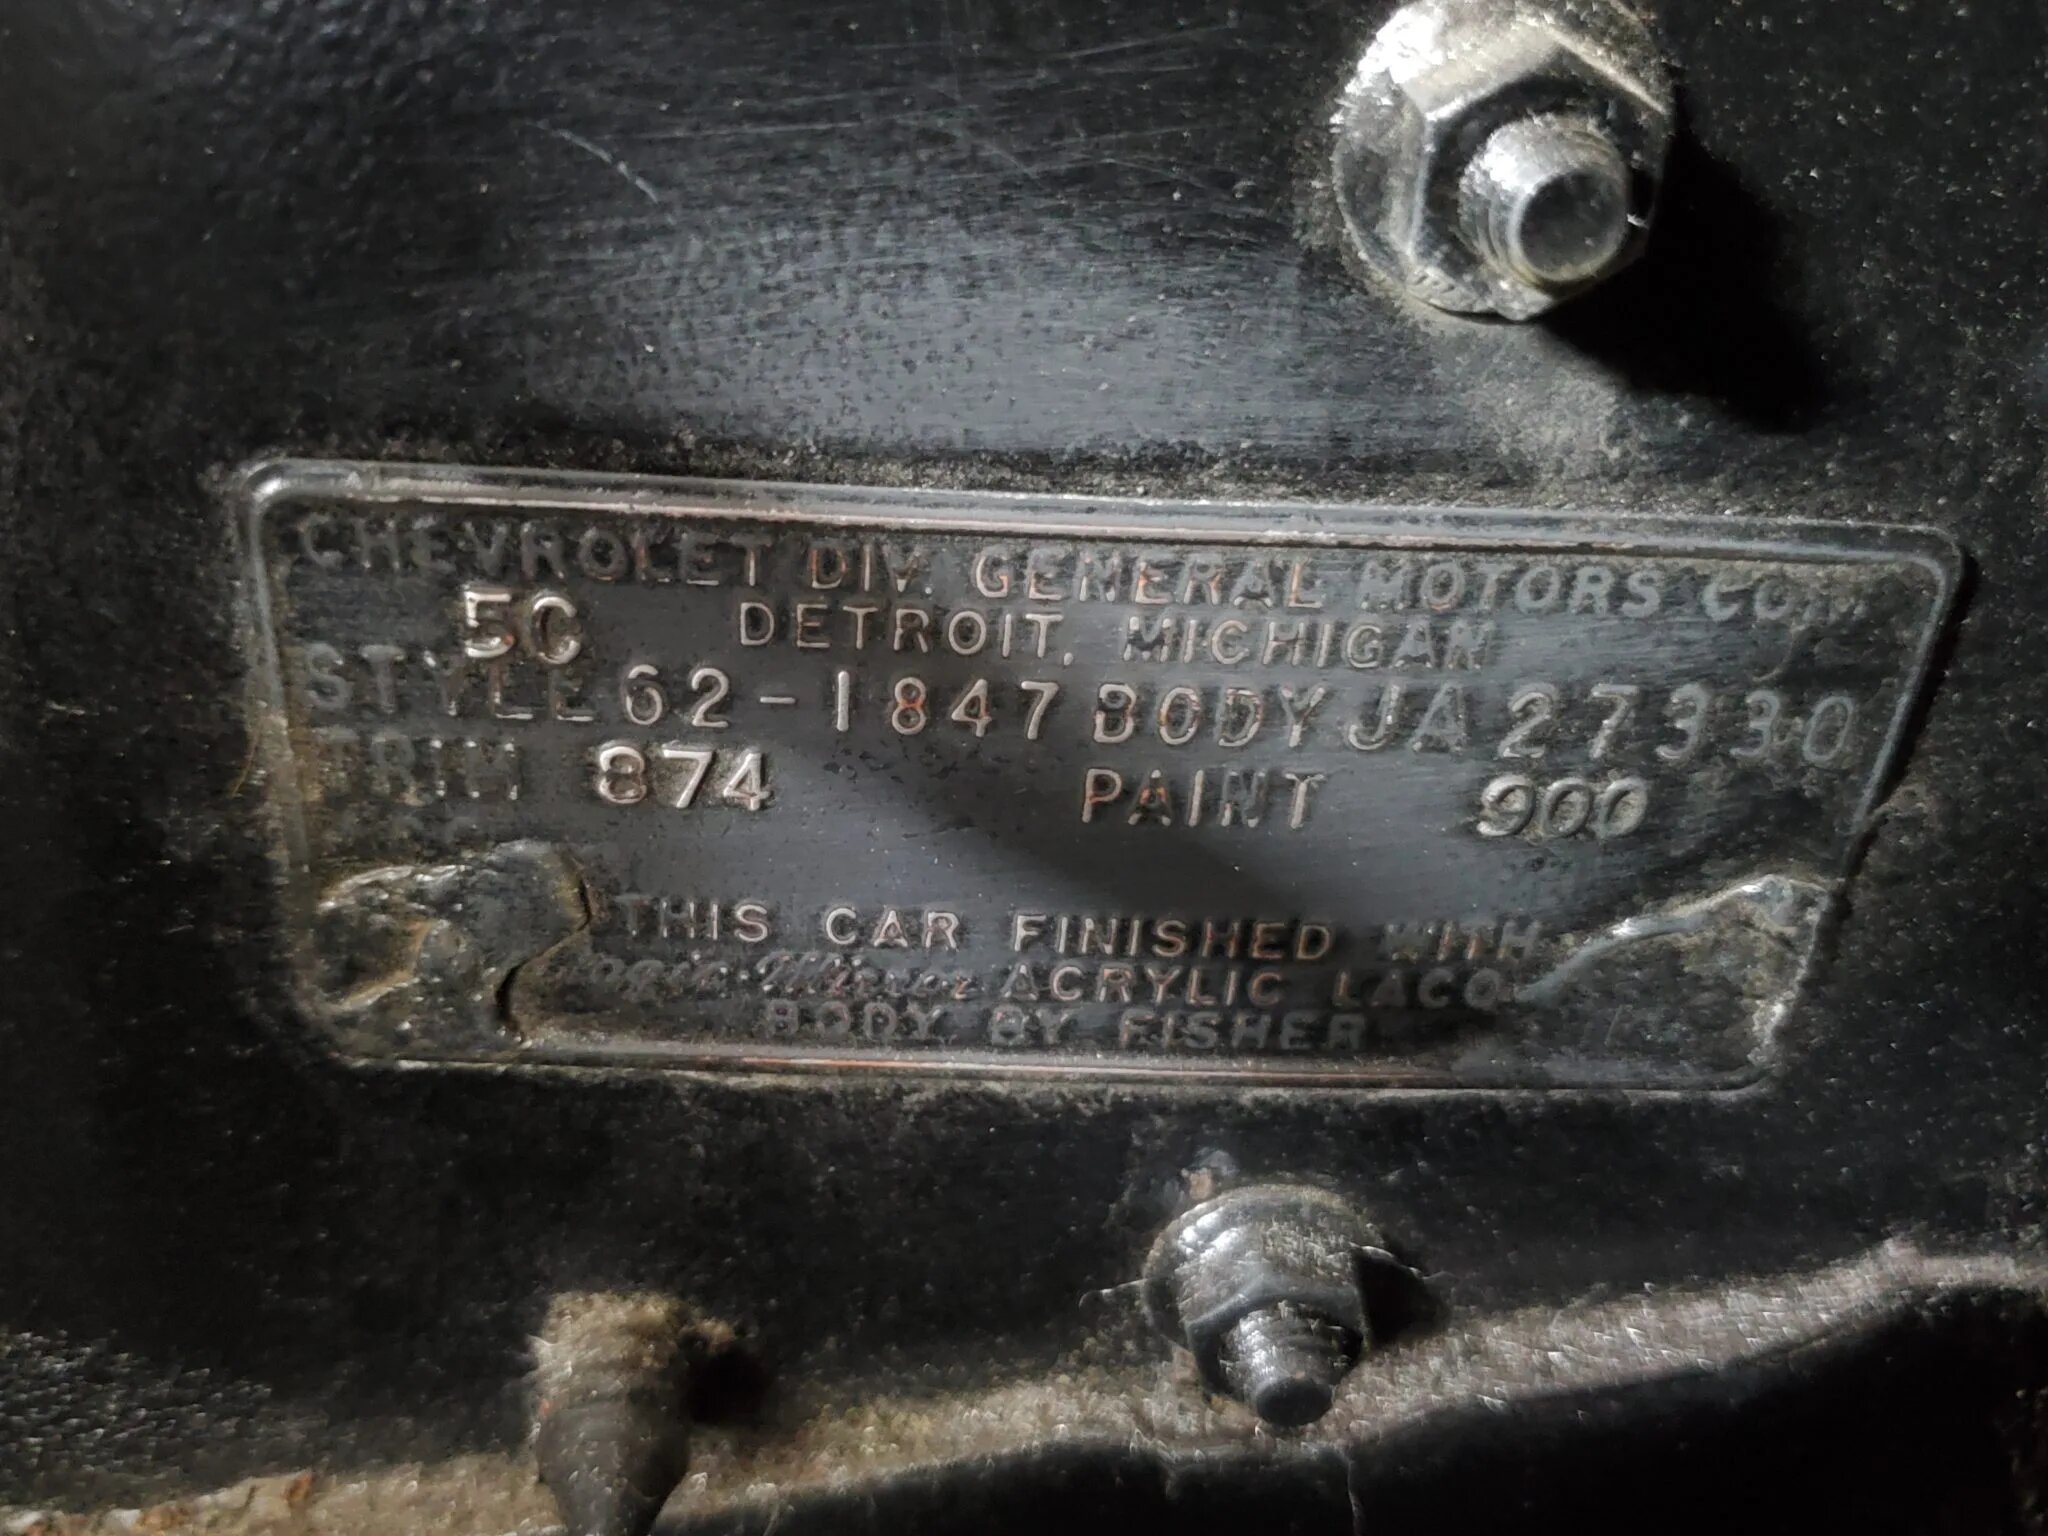 CHEVROLET DIV. GENERAL MOTORS
5C DETROIT, MICHIGAN
STYLE 62-1847 BODY JA 27330
TRIM 874 PAINT 900
THIS CAR FINISHED WITH
Mirror ACRYLIC LACQ
BODY BY FISHER